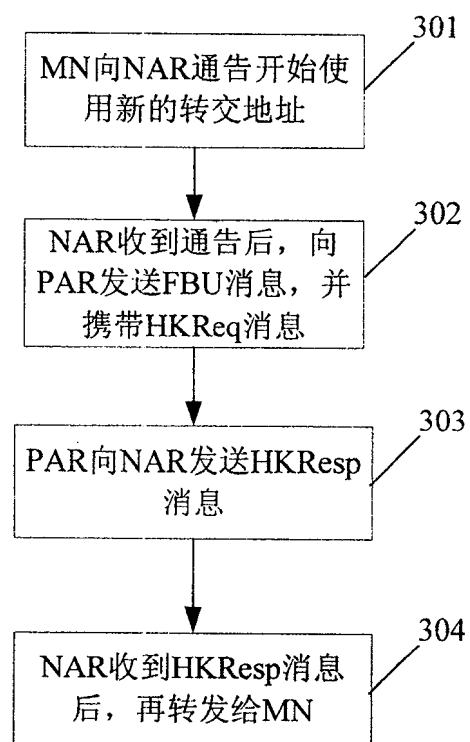 301
MN向NAR通告开始使
用新的转交地址
302
NAR收到通告后，向
PAR发送FBU消息，并
携带HKReq消息
303
PAR向NAR发送HKResp
消息
304
NAR收到HKResp消息
后，再转发给MN